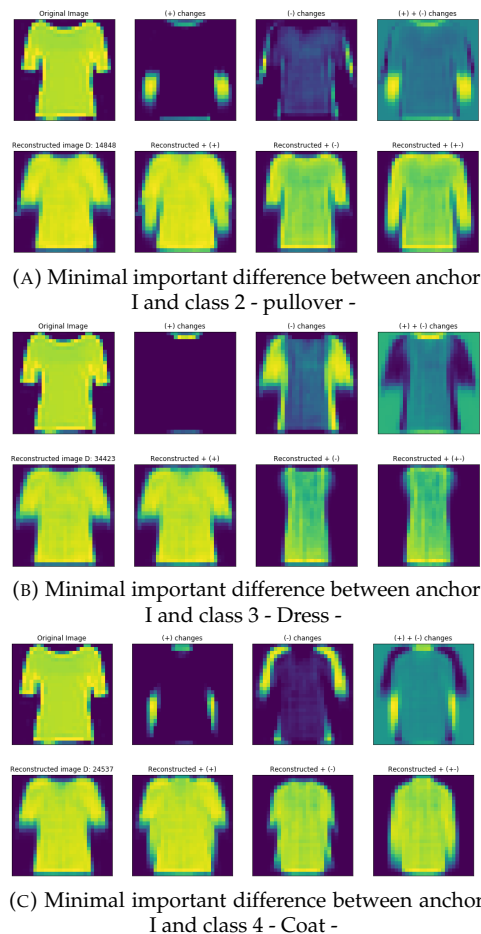 Original Image (+) changes (-) changes (+) + (-) changes
Reconstructed image D: 14848 Reconstructed + (+) Reconstructed + (-) Reconstructed + (+-)
(A) Minimal important difference between anchor
I and class 2 - pullover -
Original Image (+) changes (-) changes (+) + (-) changes
Reconstructed image D: 34423 Reconstructed + (+) Reconstructed + (-) Reconstructed + (+-)
(B) Minimal important difference between anchor
I and class 3 - Dress -
Original Image (+) changes (-) changes (+) + (-) changes
Reconstructed image D: 24537 Reconstructed + (+) Reconstructed + (-) Reconstructed + (+-)
(C) Minimal important difference between anchor
I and class 4 - Coat -